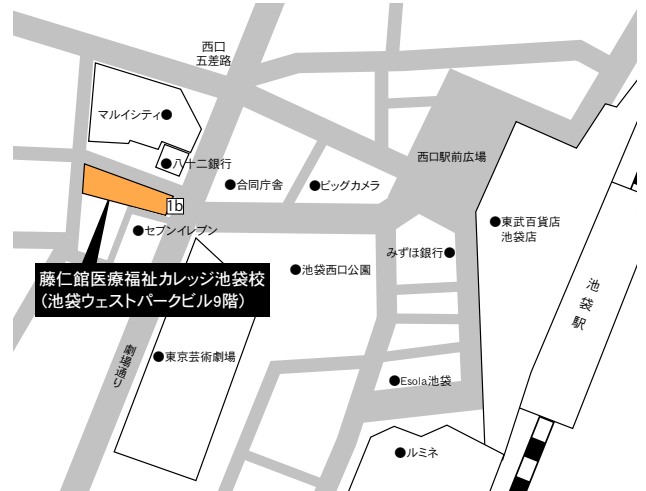 西口
五差路
マルイシティ
八十二銀行
合同庁舎
ビッグカメラ
西口駅前広場
1b
セブンイレブン
東武百貨店
池袋店
みずほ銀行
池袋西口公園
藤仁館医療福祉カレッジ池袋校
（池袋ウェストパークビル9階）
池袋駅
劇場通り
東京芸術劇場
Esola池袋
ルミネ